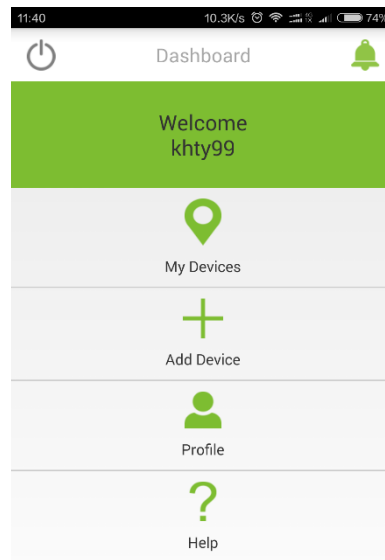 11:40 10.3K/s 74%
Dashboard
Welcome
khty99
My Devices
Add Device
Profile
Help